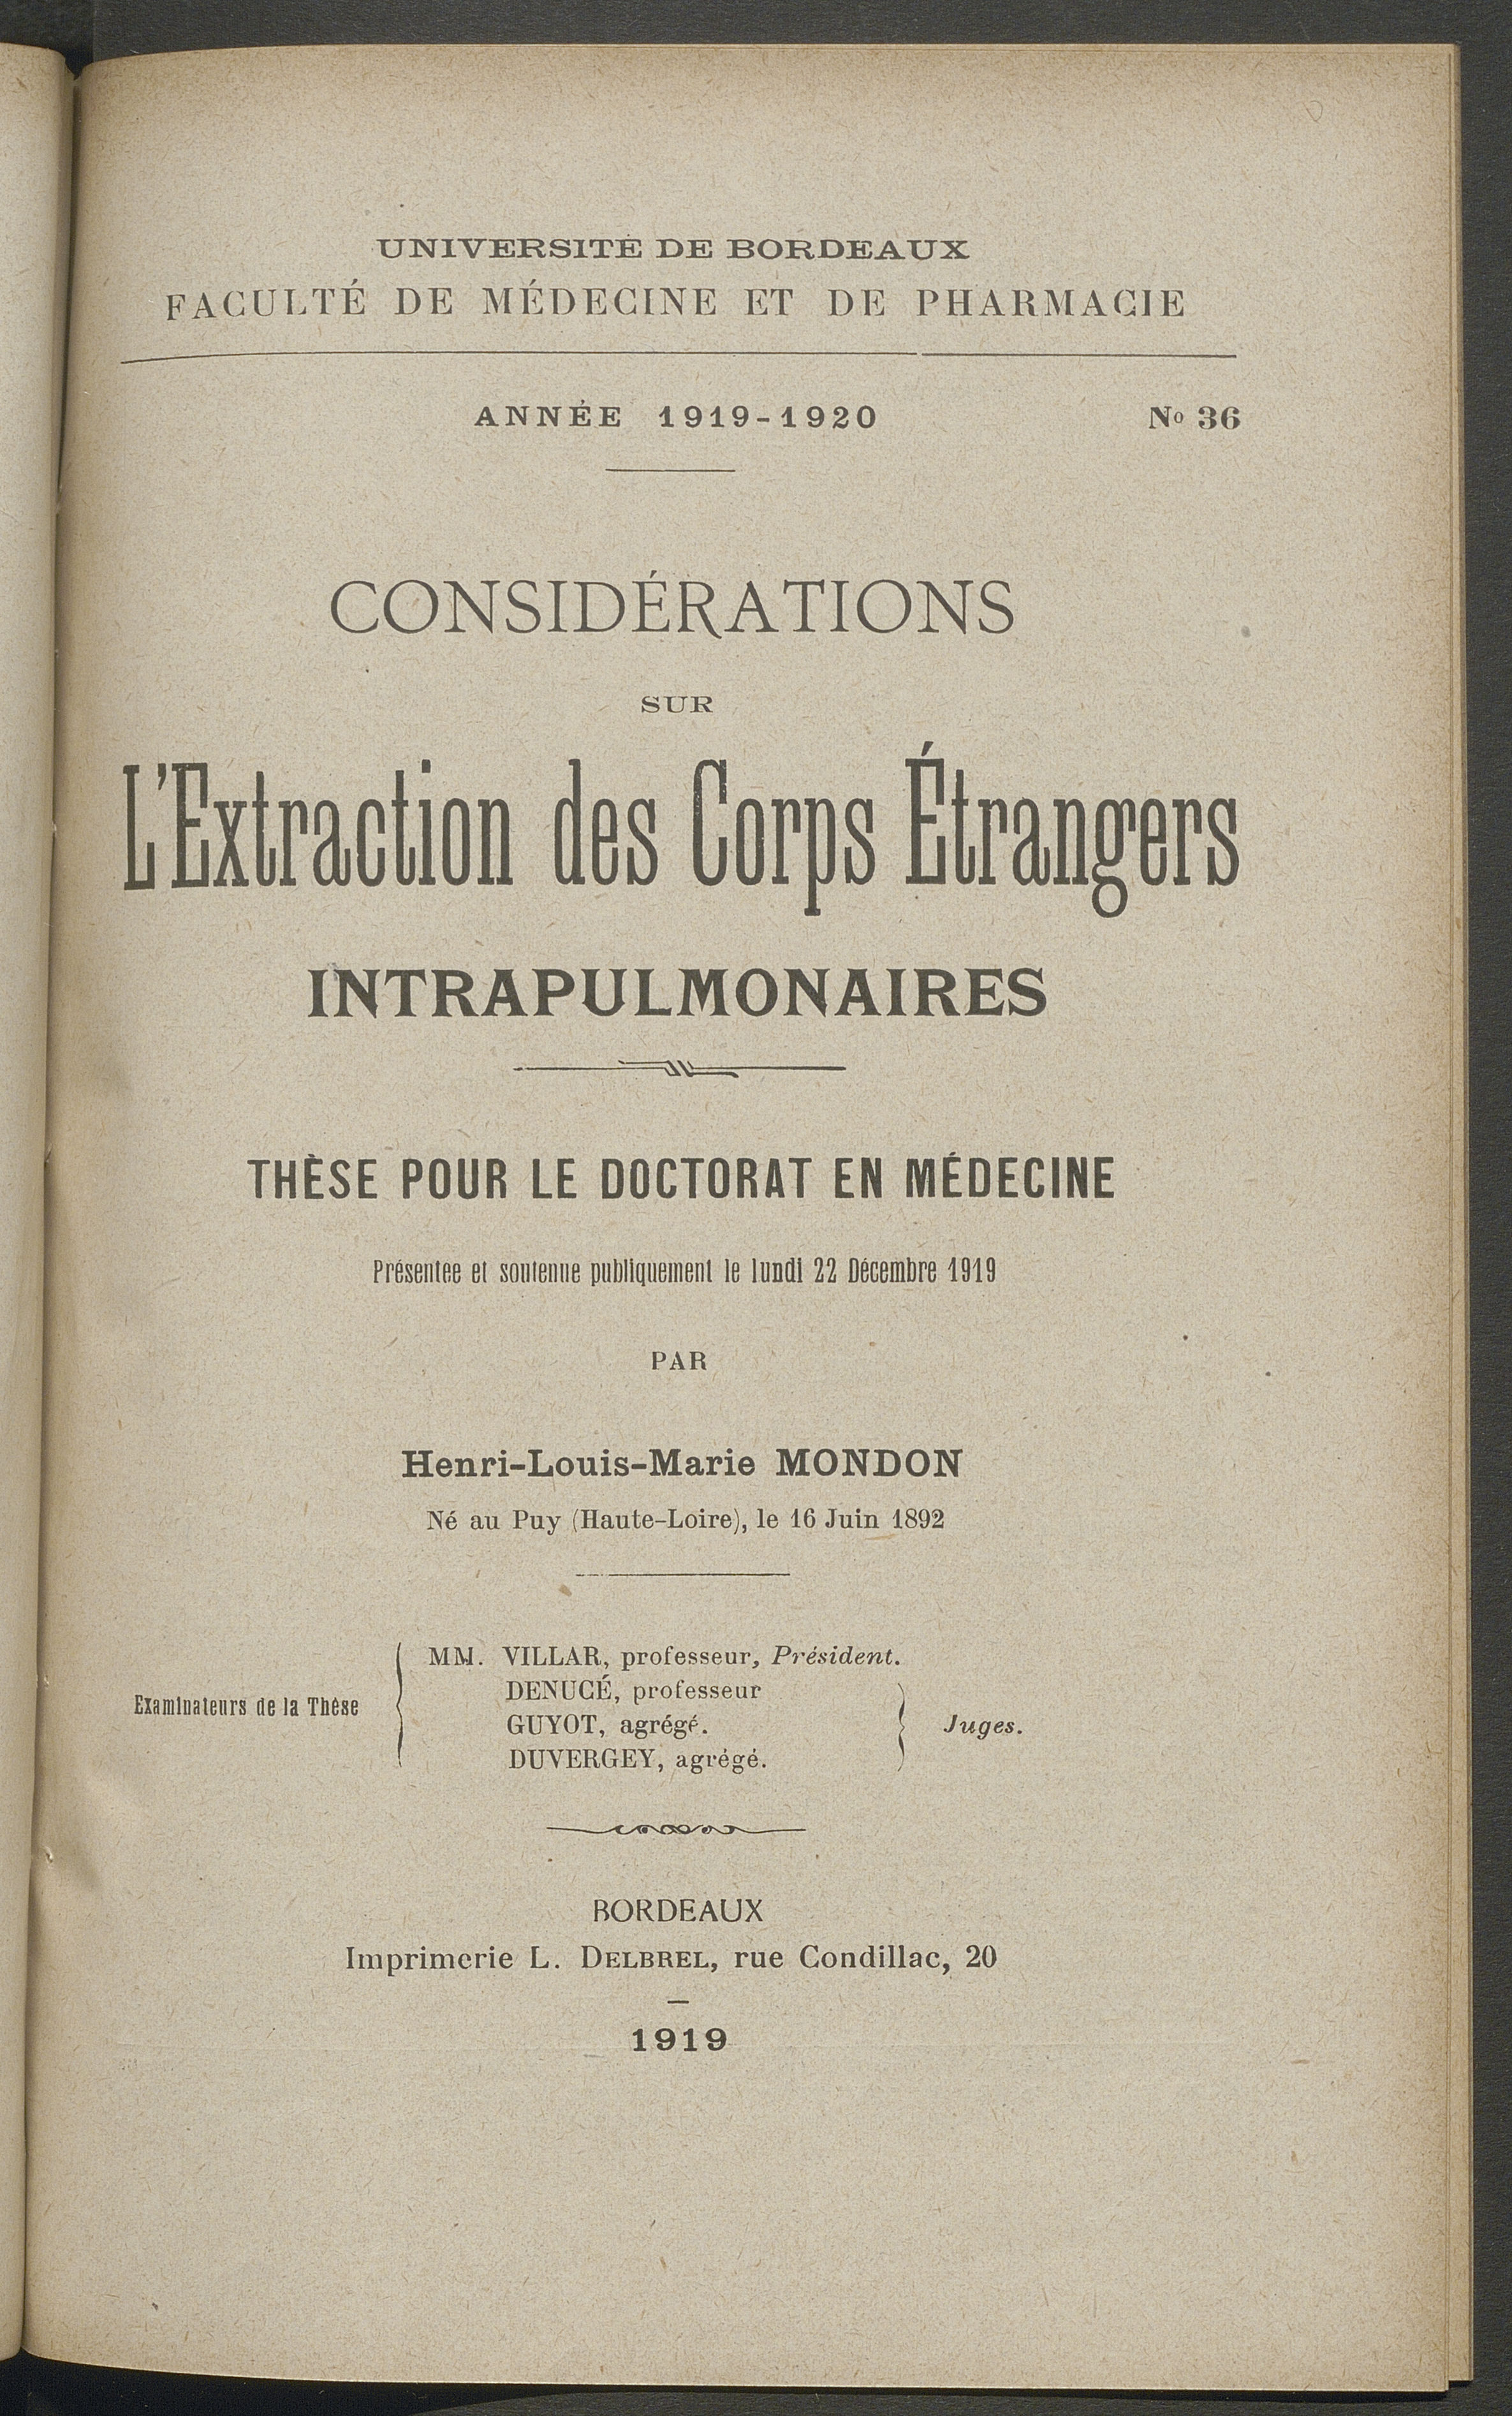 UNIVERSITÉ DE BORDEAUX
FACULTÉ DE MÉDECINE ET DE PHARMACIE
ANNÉE 1919-1920
No 36
CONSIDÉRATIONS
SUR
L'Extraction des Corps Étrangers
INTRAPULMONAIRES
THÈSE POUR LE DOCTORAT EN MÉDECINE
Présentee et soutenue publiquement le lundi 22 Décembre 1919
PAR
Henri-Louis-Marie MONDON
Né au Puy (Haute-Loire), le 16 Juin 1892
Examinateurs de la Thèse
MM. VILLAR, professeur, Président.
DENUCÉ, professeur
GUYOT, agrégé.
DUVERGEY, agrégé.
Juges.
BORDEAUX
Imprimerie L. DELBREL, rue Condillac, 20
1919